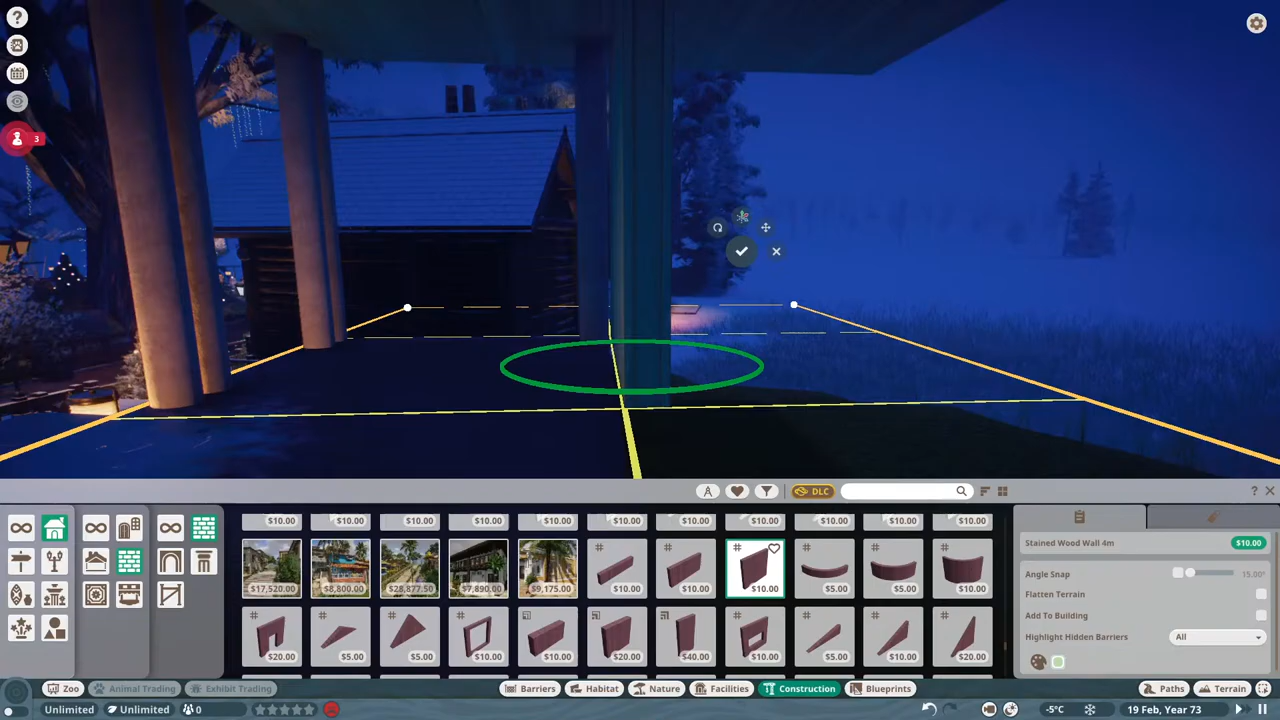 ?
3
DLC
?
$10.00 $10.00 $10.00 $10.00 $10.00 $10.00 $10.00 $10.00 $10.00 $10.00 $10.00
$17,520.00 $8,800.00 $28,877.50 $7,890.00 $9,175.00 $10.00 $10.00 $10.00 $5.00 $5.00 $10.00
$20.00 $5.00 $5.00 $10.00 $10.00 $20.00 $40.00 $10.00 $5.00 $10.00 $20.00
Stained Wood Wall 4m $10.00
Angle Snap 15.00°
Flatten Terrain
Add To Building
Highlight Hidden Barriers All
Zoo Animal Trading Exhibit Trading Barriers Habitat Nature Facilities Construction Blueprints Paths Terrain
Unlimited Unlimited 0 -5°C 19 Feb, Year 73